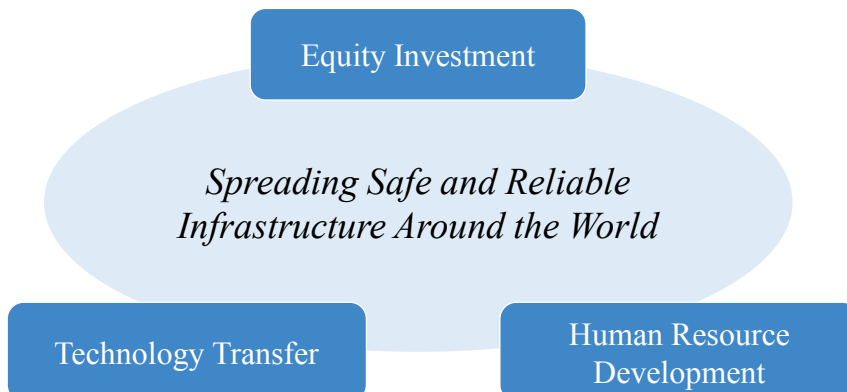 Equity Investment
Spreading Safe and Reliable
Infrastructure Around the World
Technology Transfer
Human Resource
Development